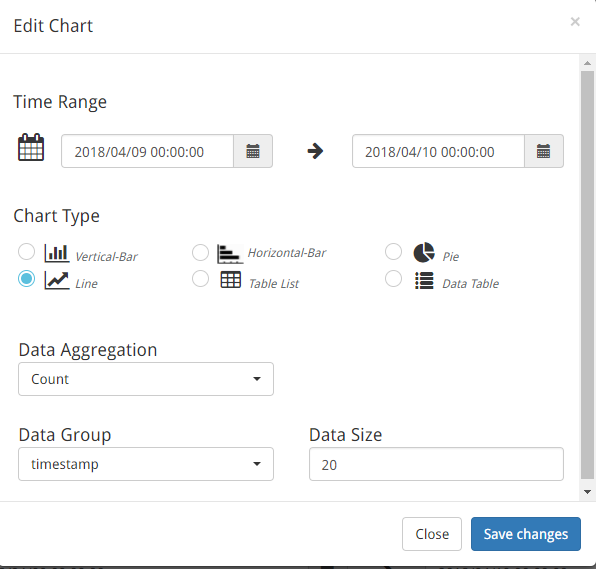 Edit Chart ×
Time Range
2018/04/09 00:00:00 2018/04/10 00:00:00
Chart Type
Vertical-Bar Horizontal-Bar Pie
Line Table List Data Table
Data Aggregation
Count
Data Group Data Size
timestamp 20
Close Save changes